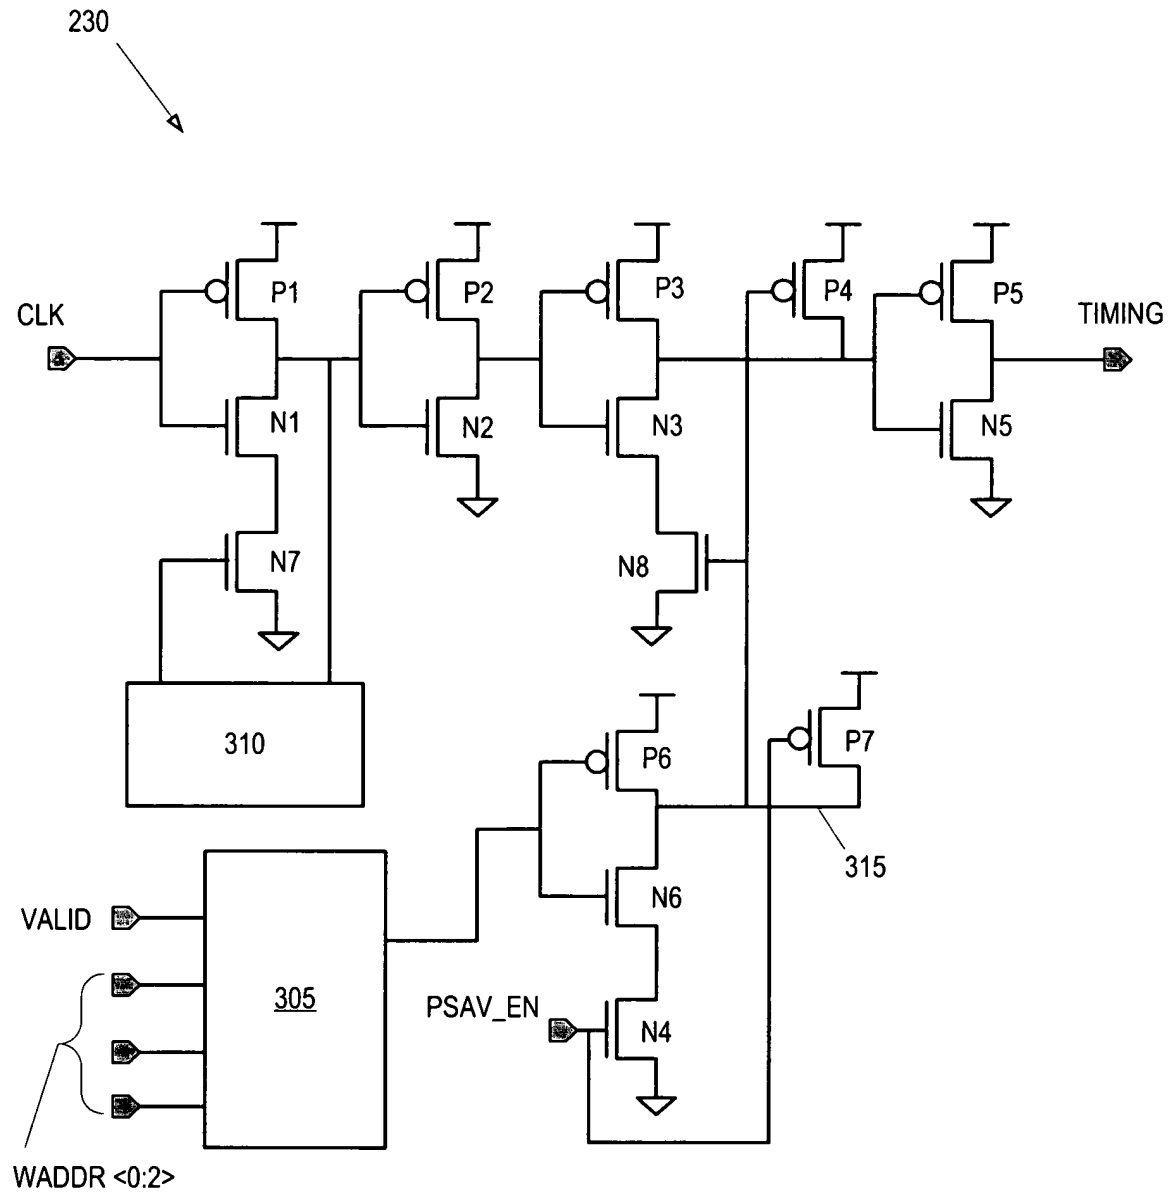 230
P1
P2
P3
P4
P5
CLK
TIMING
N1
N2
N3
N5
N7
N8
310
P6
P7
315
VALID
N6
305
PSAV_EN
N4
WADDR <0:2>